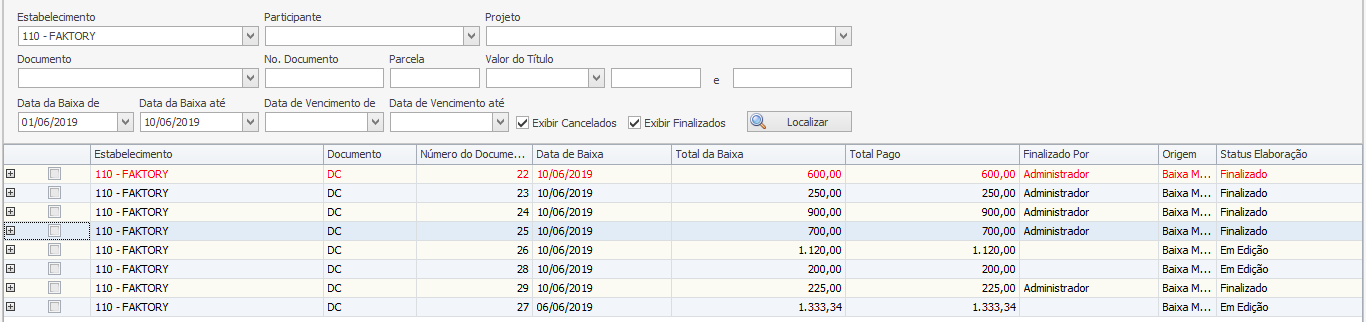 Estabelecimento Participante Projeto
110 - FAKTORY
Documento No. Documento Parcela Valor do Título
e
Data da Baixa de Data da Baixa até Data de Vencimento de Data de Vencimento até
01/06/2019 10/06/2019 Exibir Cancelados Exibir Finalizados Localizar
Estabelecimento Documento Número do Docume... Data de Baixa Total da Baixa Total Pago Finalizado Por Origem Status Elaboração
110 - FAKTORY DC 22 10/06/2019 600,00 600,00 Administrador Baixa M... Finalizado
110 - FAKTORY DC 23 10/06/2019 250,00 250,00 Administrador Baixa M... Finalizado
110 - FAKTORY DC 24 10/06/2019 900,00 900,00 Administrador Baixa M... Finalizado
110 - FAKTORY DC 25 10/06/2019 700,00 700,00 Administrador Baixa M... Finalizado
110 - FAKTORY DC 26 10/06/2019 1.120,00 1.120,00 Baixa M... Em Edição
110 - FAKTORY DC 28 10/06/2019 200,00 200,00 Baixa M... Em Edição
110 - FAKTORY DC 29 10/06/2019 225,00 225,00 Administrador Baixa M... Finalizado
110 - FAKTORY DC 27 06/06/2019 1.333,34 1.333,34 Baixa M... Em Edição